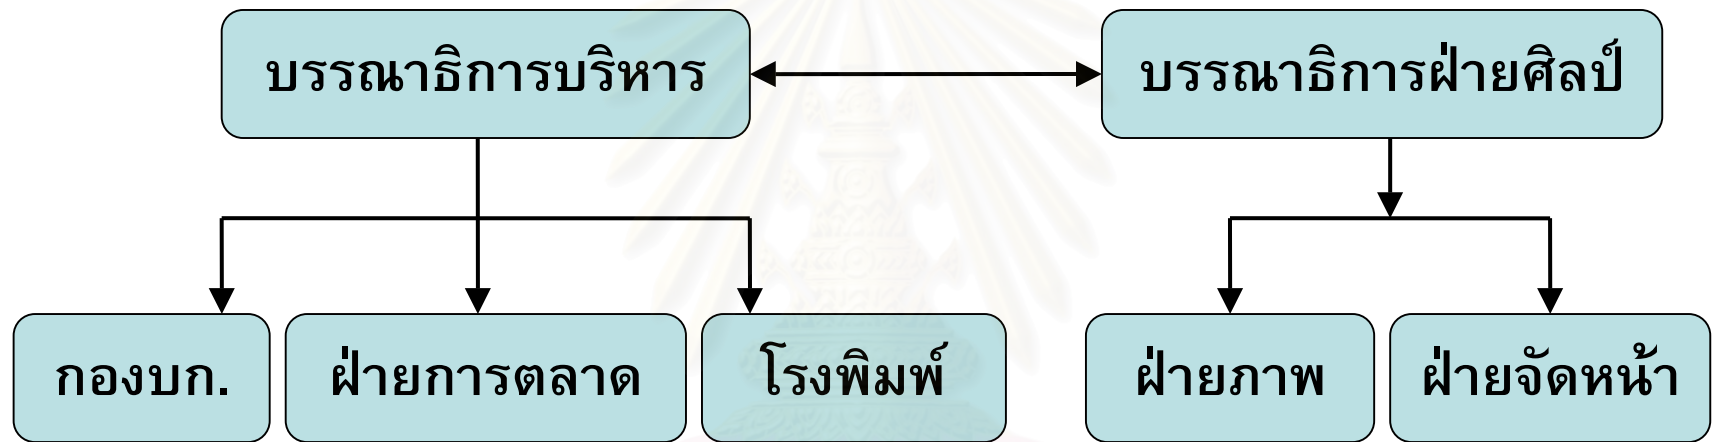 บรรณาธิการบริหาร
บรรณาธิการฝ่ายศิลป์
กองบก.
ฝ่ายการตลาด
โรงพิมพ์
ฝ่ายภาพ
ฝ่ายจัดหน้า